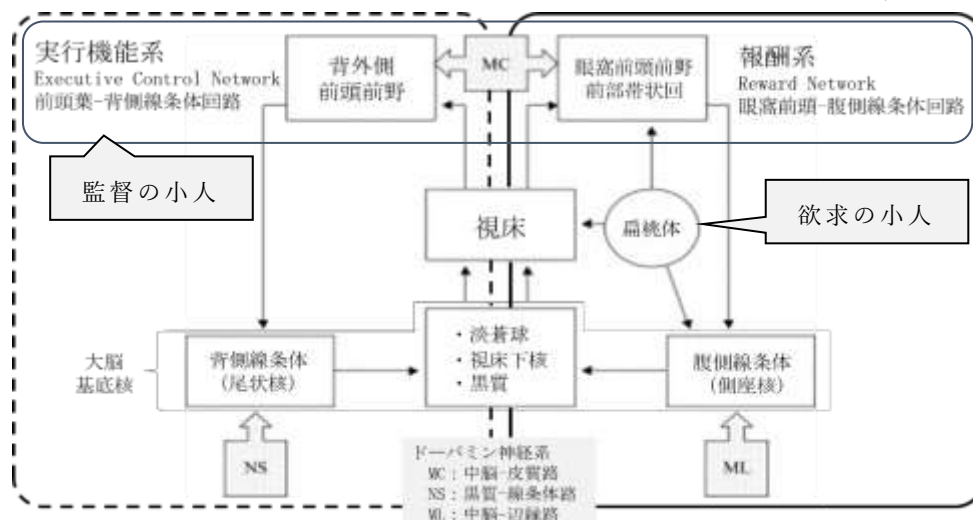 実行機能系
Executive Control Network
前頭葉-背側線条体回路
背外側
前頭前野
MC
眼窩前頭前野
前部帯状回
報酬系
Reward Network
眼窩前頭-腹側線条体回路
監督の小人
視床
扁桃体
欲求の小人
大脳
基底核
背側線条体
(尾状核)
・淡蒼球
・視床下核
・黒質
腹側線条体
(側座核)
NS
ML
ドーパミン神経系
MC:中脳-皮質路
NS:黒質-線条体路
ML:中脳-辺縁路